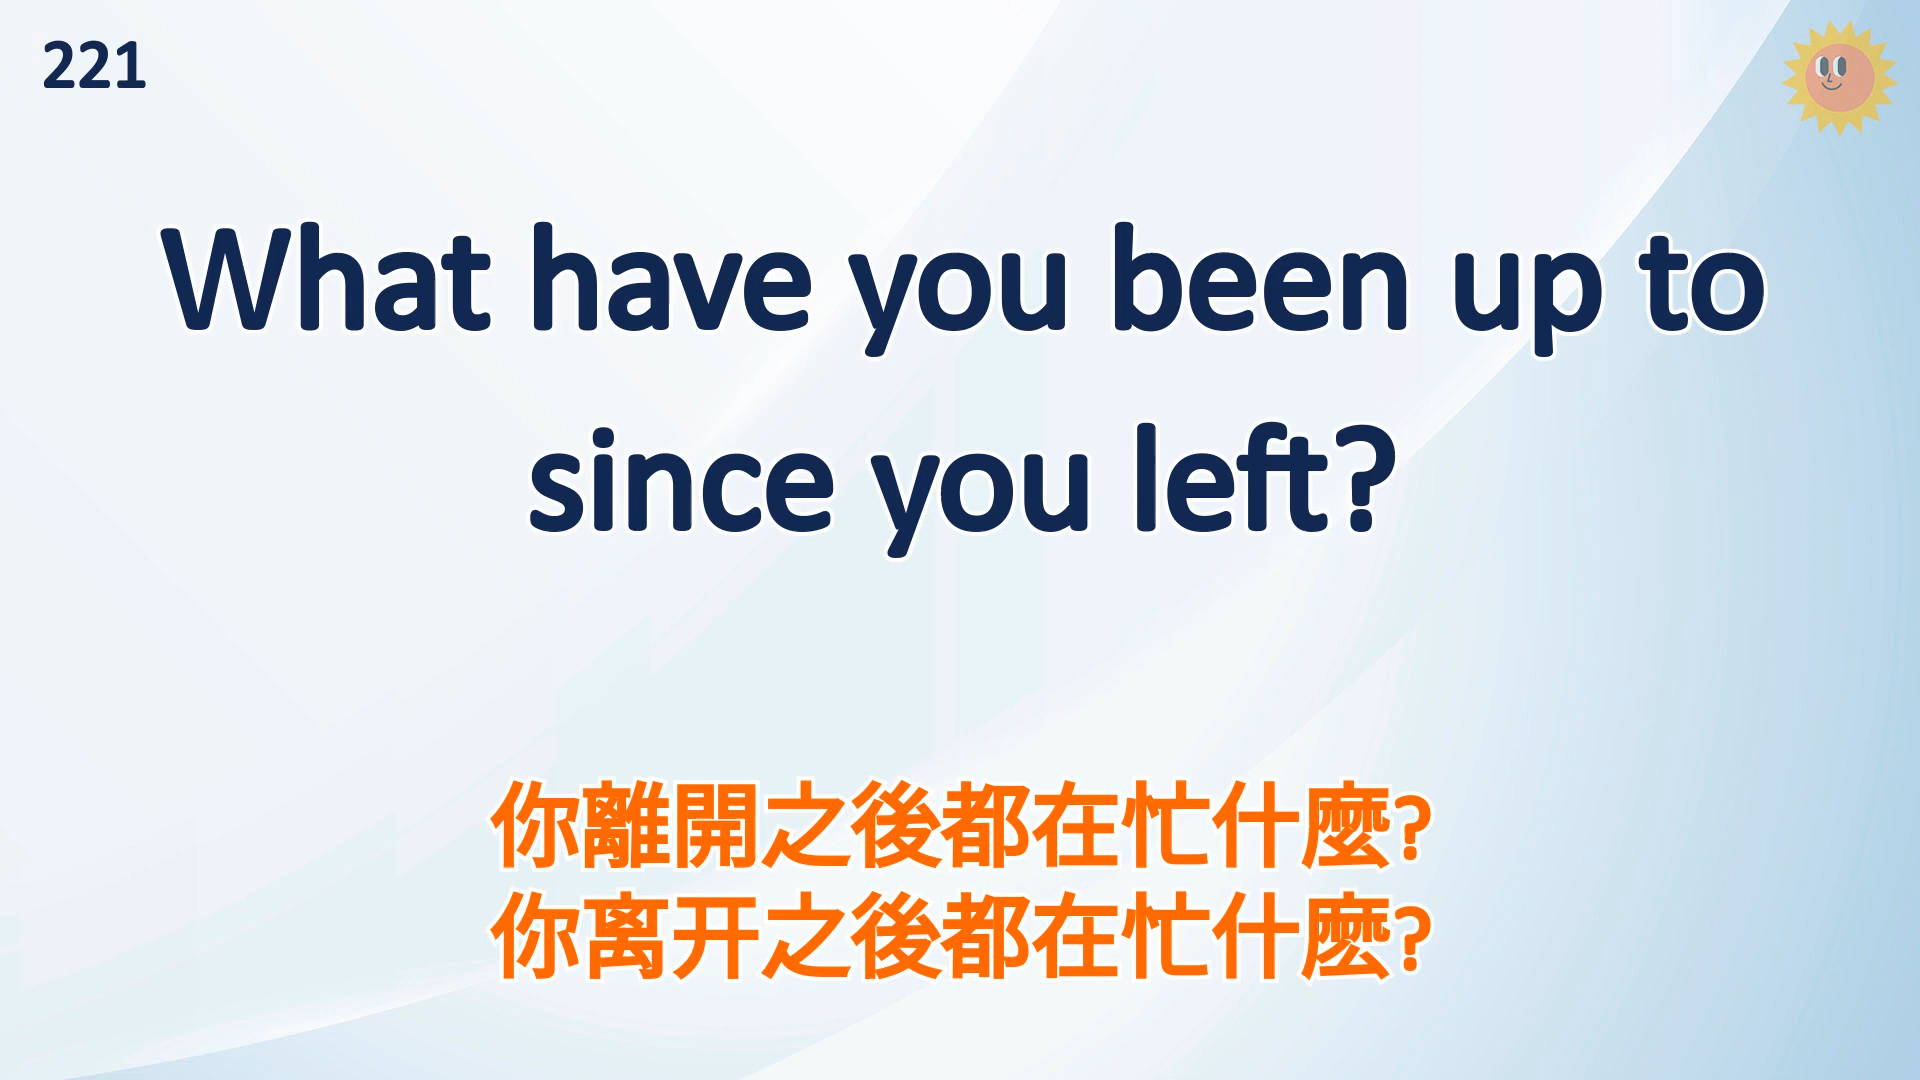 221
What have you been up to
since you left?
你離開之後都在忙什麼?
你离开之後都在忙什麽?